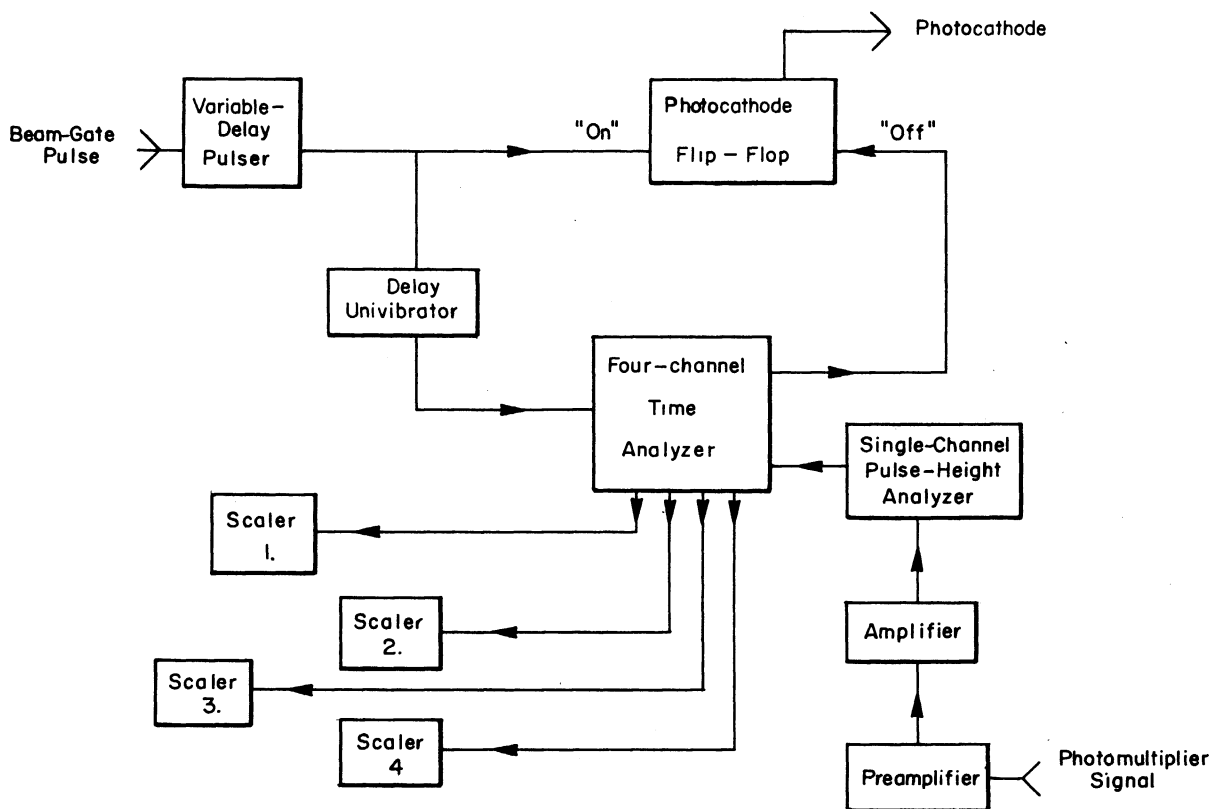 Photocathode
Beam-Gate
Pulse
Variable-
Delay
Pulser
"On"
Photocathode
Flip-Flop
"Off"
Delay
Univibrator
Four-channel
Time
Analyzer
Single-Channel
Pulse-Height
Analyzer
Scaler
1.
Scaler
2.
Scaler
3.
Scaler
4
Amplifier
Preamplifier
Photomultiplier
Signal